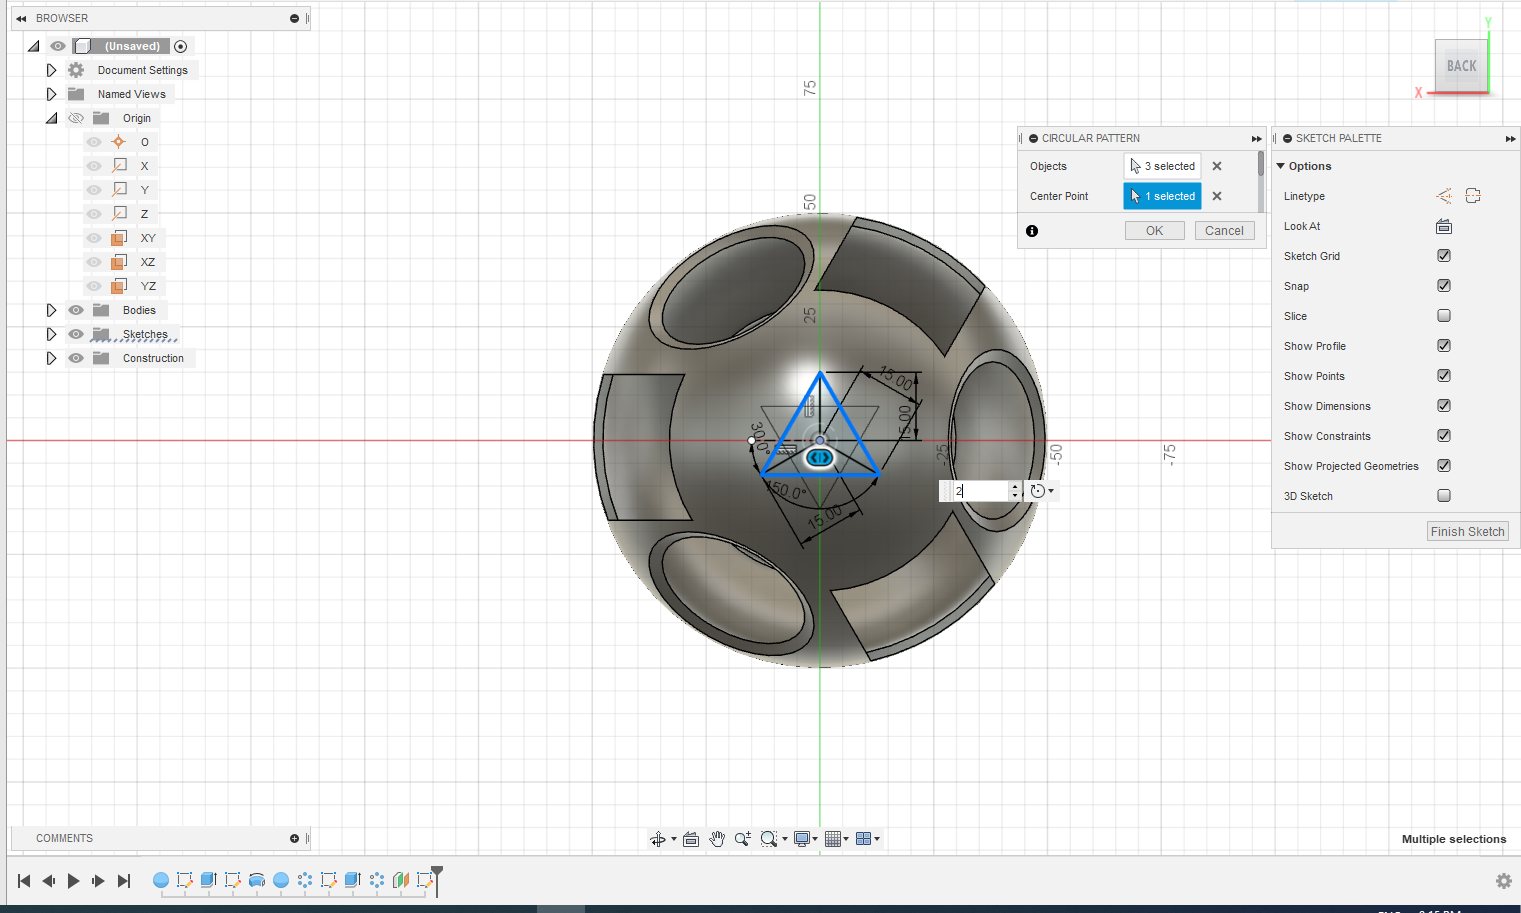 BROWSER
(Unsaved)
Document Settings
Named Views
Origin
O
X
Y
Z
XY
XZ
YZ
Bodies
Sketches
Construction
75
50
25
-25
-50
-75
15.00
15.00
30.0°
150.0°
15.00
2
Y
BACK
X
CIRCULAR PATTERN
Objects
3 selected
Center Point
1 selected
OK
Cancel
SKETCH PALETTE
Options
Linetype
Look At
Sketch Grid
Snap
Slice
Show Profile
Show Points
Show Dimensions
Show Constraints
Show Projected Geometries
3D Sketch
Finish Sketch
COMMENTS
Multiple selections